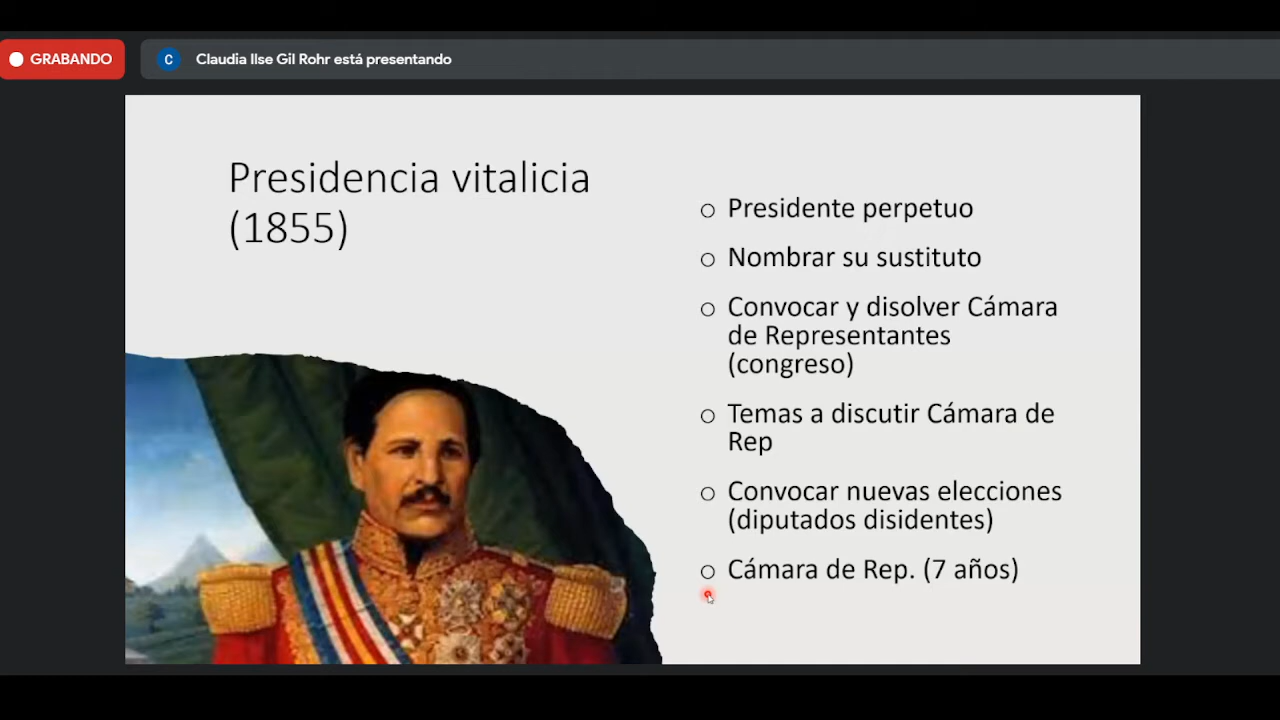 GRABANDO
C
Claudia Ilse Gil Rohr está presentando
Presidencia vitalicia
(1855)
o Presidente perpetuo
o Nombrar su sustituto
o Convocar y disolver Cámara
de Representantes
(congreso)
o Temas a discutir Cámara de
Rep
o Convocar nuevas elecciones
(diputados disidentes)
o Cámara de Rep. (7 años)